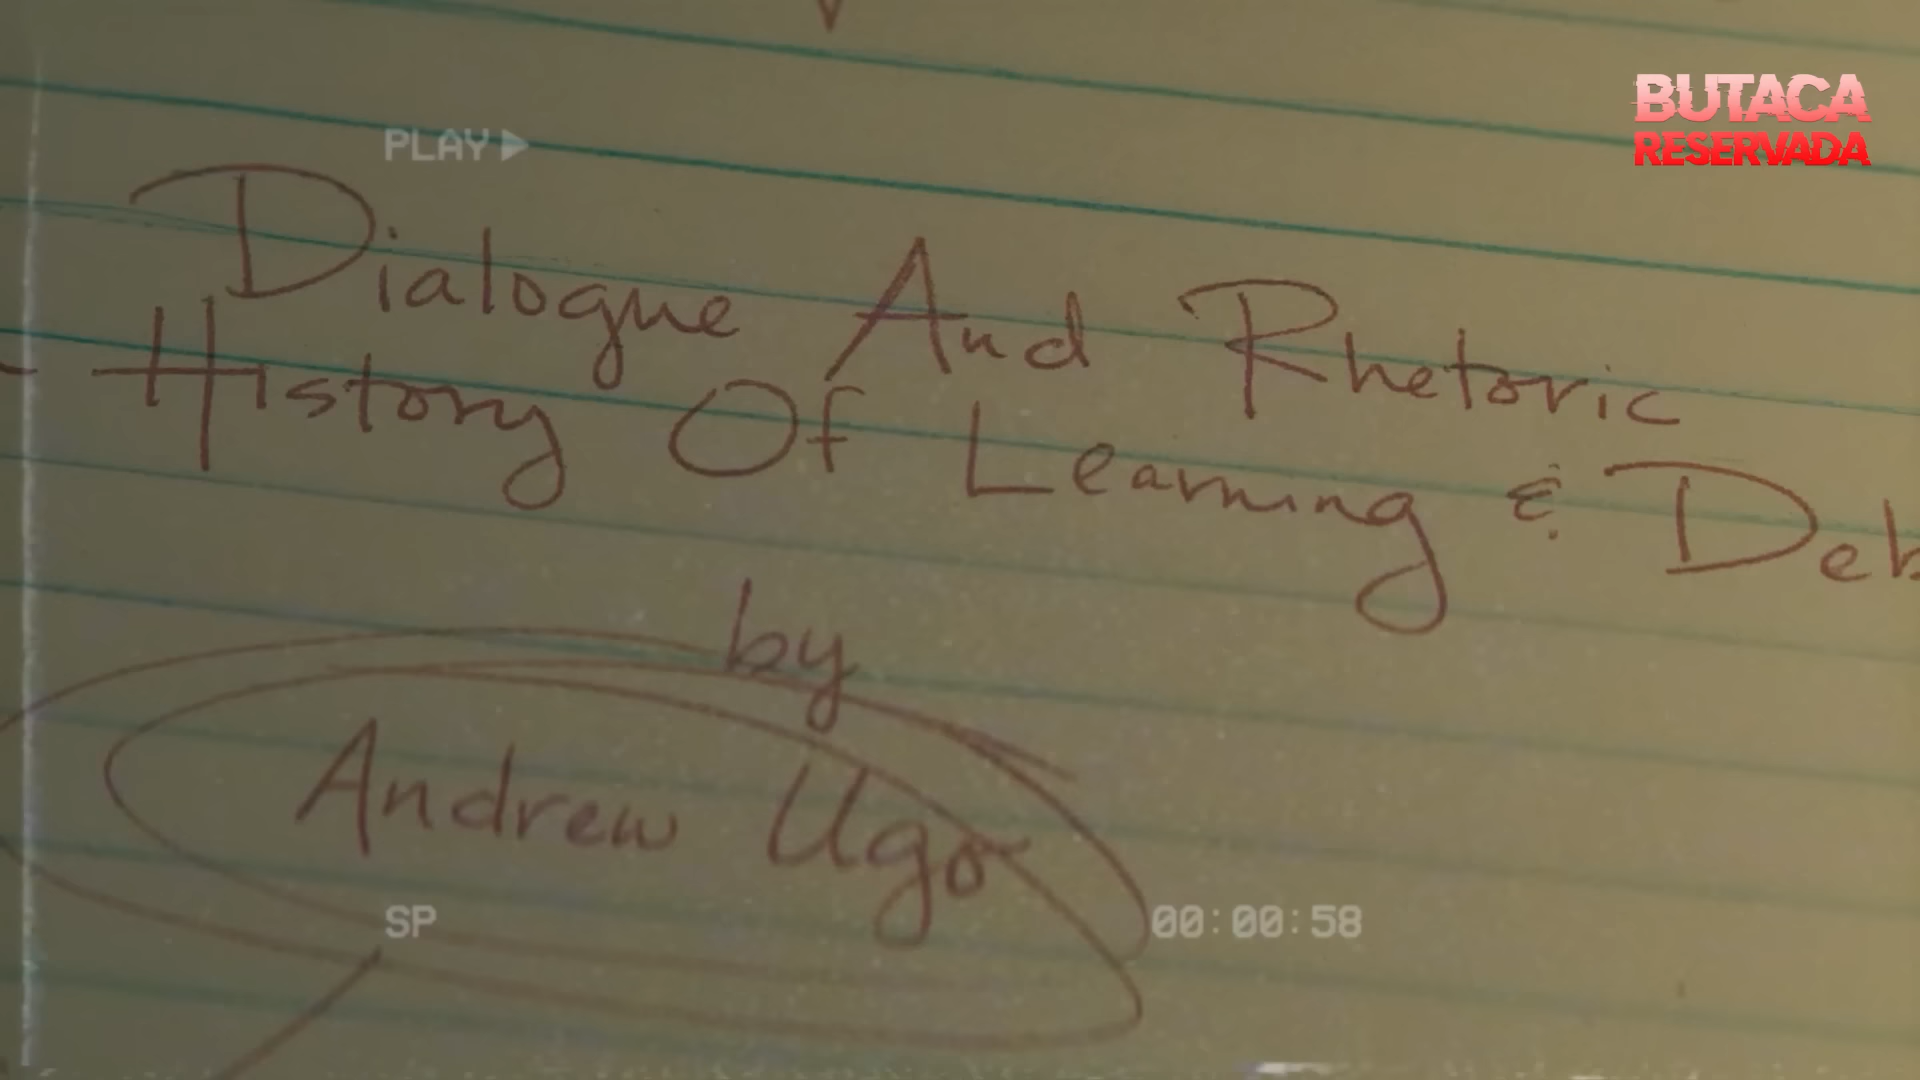 BUTACA
RESERVADA
PLAY
Dialogue And Rhetoric
History Of Learning &
by
Andrew Ugo
SP
00:00:58